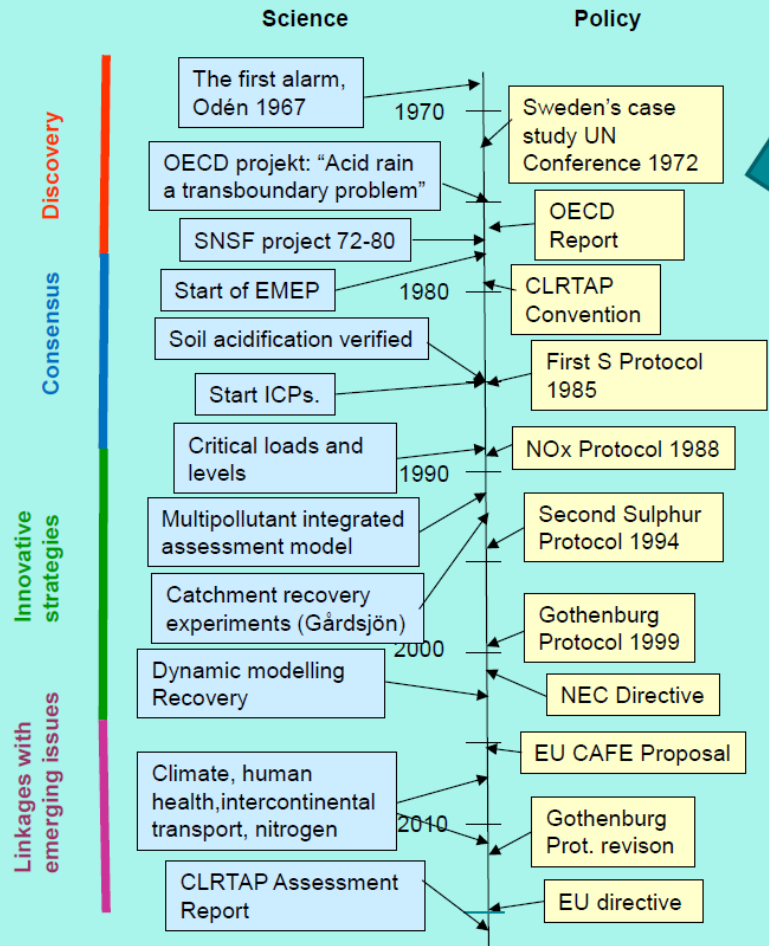 Science
Policy
Discovery
Consensus
Innovative
strategies
Linkages with
emerging issues
The first alarm,
Odén 1967
1970
Sweden's case
study UN
Conference 1972
OECD projekt: "Acid rain
a transboundary problem"
OECD
Report
SNSF project 72-80
Start of EMEP
1980
CLRTAP
Convention
Soil acidification verified
First S Protocol
1985
Start ICPs.
Critical loads and
levels
NOx Protocol 1988
1990
Multipollutant integrated
assessment model
Second Sulphur
Protocol 1994
Catchment recovery
experiments (Gårdsjön)
Gothenburg
Protocol 1999
2000
Dynamic modelling
Recovery
NEC Directive
EU CAFE Proposal
Climate, human
health,intercontinental
transport, nitrogen
2010
Gothenburg
Prot. revison
CLRTAP Assessment
Report
EU directive